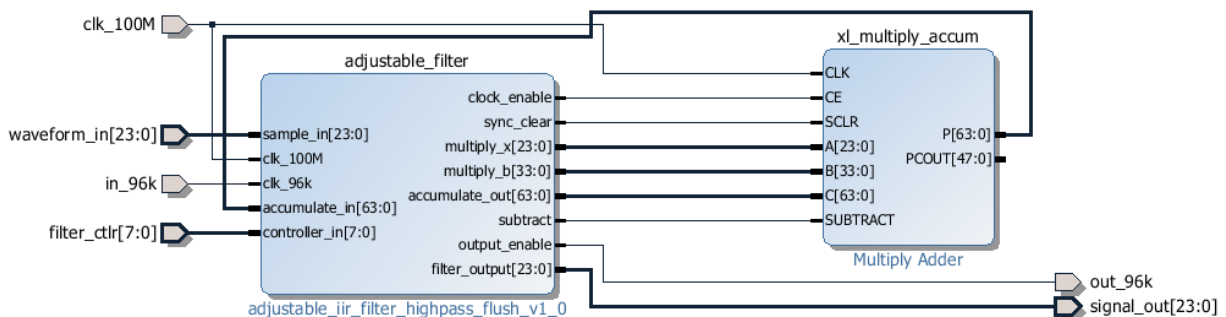 clk_100M
waveform_in[23:0]
in_96k
filter_ctlr[7:0]
adjustable_filter
sample_in[23:0]
clk_100M
clk_96k
accumulate_in[63:0]
controller_in[7:0]
clock_enable
sync_clear
multiply_x[23:0]
multiply_b[33:0]
accumulate_out[63:0]
subtract
output_enable
filter_output[23:0]
adjustable_iir_filter_highpass_flush_v1_0
xl_multiply_accum
CLK
CE
SCLR
A[23:0]
B[33:0]
C[63:0]
SUBTRACT
P[63:0]
PCOUT[47:0]
Multiply Adder
out_96k
signal_out[23:0]